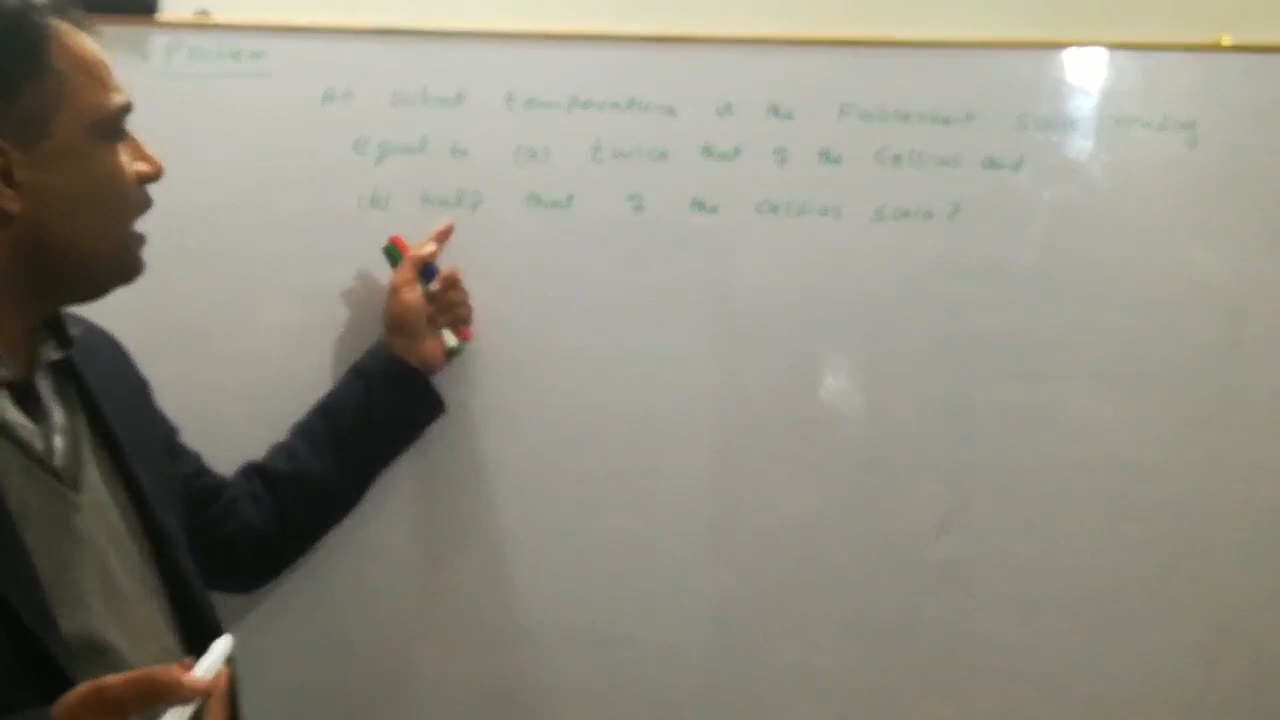 Problem
At what temperature is the Fahrenheit scale reading
equal to (a) twice that of the Celsius and
(b) half that of the Celsius scale?